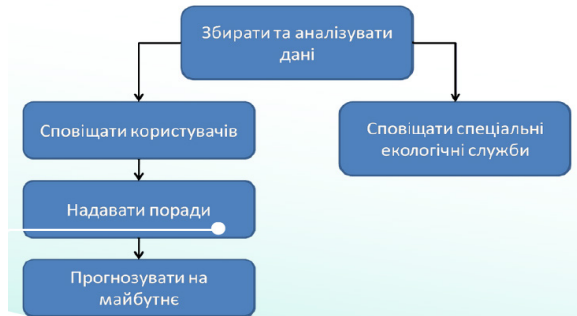 Збирати та аналізувати
дані
Сповіщати користувачів
Сповіщати спеціальні
екологічні служби
Надавати поради
Прогнозувати на
майбутнє